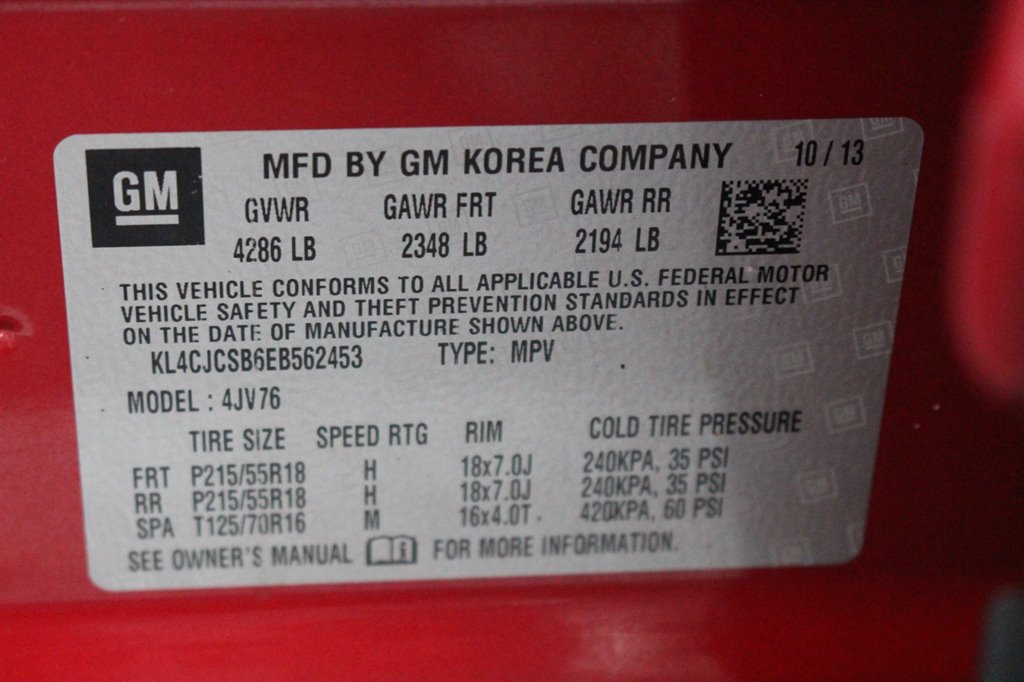 GM
MFD BY GM KOREA COMPANY 10 / 13
GVWR GAWR FRT GAWR RR
4286 LB 2348 LB 2194 LB
THIS VEHICLE CONFORMS TO ALL APPLICABLE U.S. FEDERAL MOTOR
VEHICLE SAFETY AND THEFT PREVENTION STANDARDS IN EFFECT
ON THE DATE OF MANUFACTURE SHOWN ABOVE.
KL4CJCSB6EB562453 TYPE: MPV
MODEL : 4JV76
TIRE SIZE SPEED RTG RIM COLD TIRE PRESSURE
FRT P215/55R18 H 18x7.0J 240KPA, 35 PSI
RR P215/55R18 H 18x7.0J 240KPA, 35 PSI
SPA T125/70R16 M 16x4.0T 420KPA, 60 PSI
SEE OWNER'S MANUAL i FOR MORE INFORMATION.